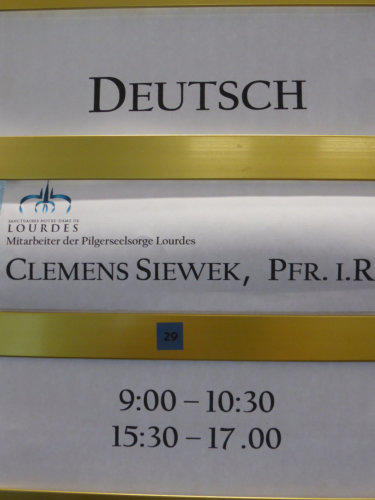 DEUTSCH
SANCTUAIRES NOTRE-DAME DE
LOURDES
Mitarbeiter der Pilgerseelsorge Lourdes
CLEMENS SIEWEK, PFR. I.R
29
9:00 – 10:30
15:30 – 17.00